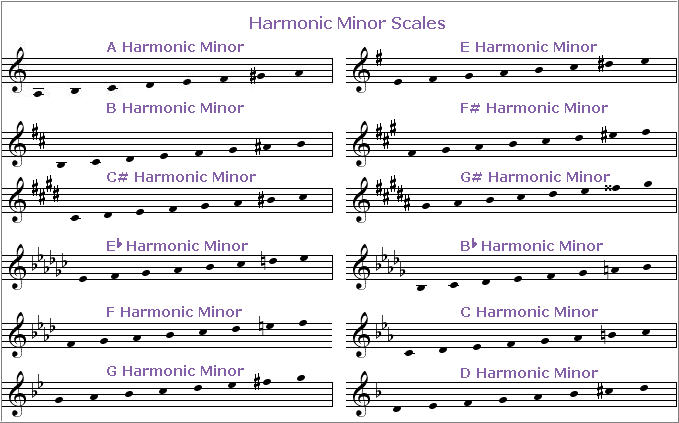 Harmonic Minor Scales
A Harmonic Minor
E Harmonic Minor
B Harmonic Minor
F# Harmonic Minor
C# Harmonic Minor
G# Harmonic Minor
E♭ Harmonic Minor
B♭ Harmonic Minor
F Harmonic Minor
C Harmonic Minor
G Harmonic Minor
D Harmonic Minor